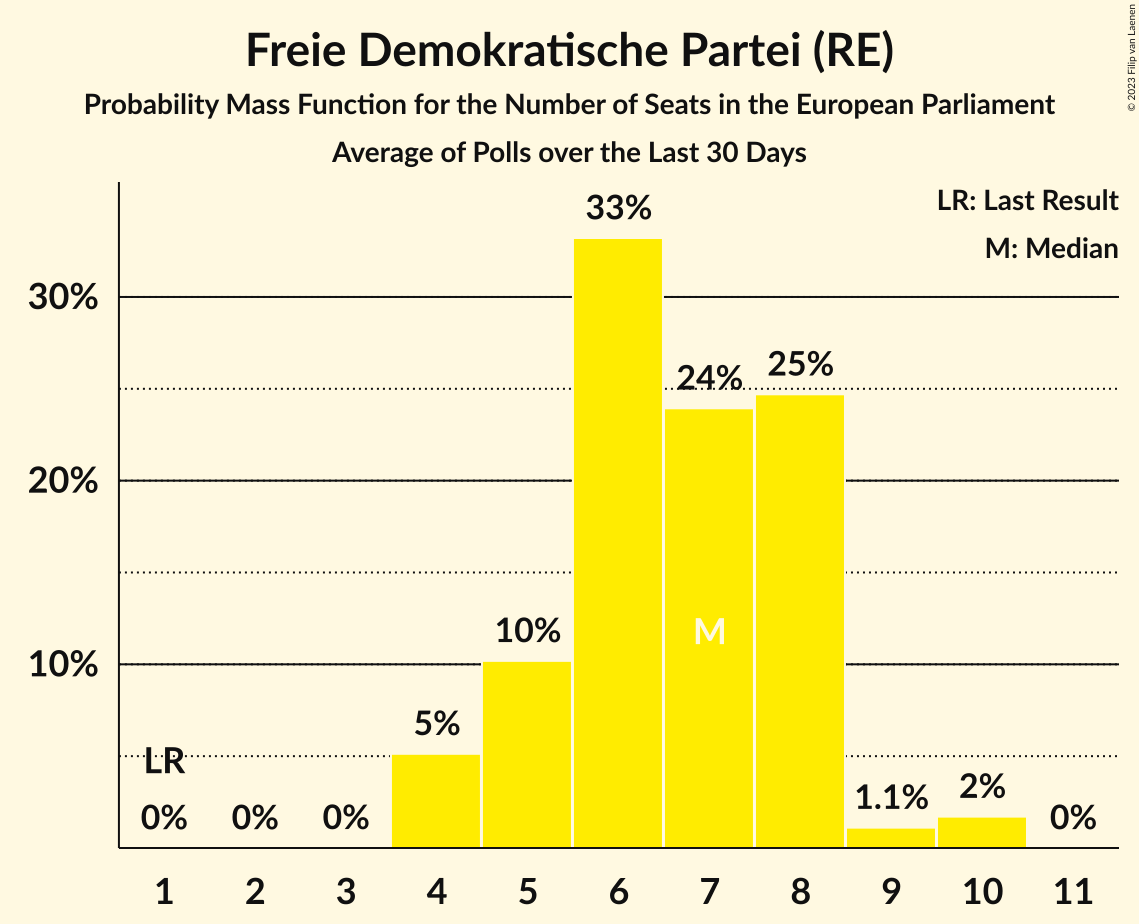 Freie Demokratische Partei (RE)
Probability Mass Function for the Number of Seats in the European Parliament
Average of Polls over the Last 30 Days
© 2023 Filip van Laenen
LR: Last Result
M: Median
30%
20%
10%
LR
0%
0%
0%
5%
10%
33%
24%
M
25%
1.1%
2%
0%
1 2 3 4 5 6 7 8 9 10 11